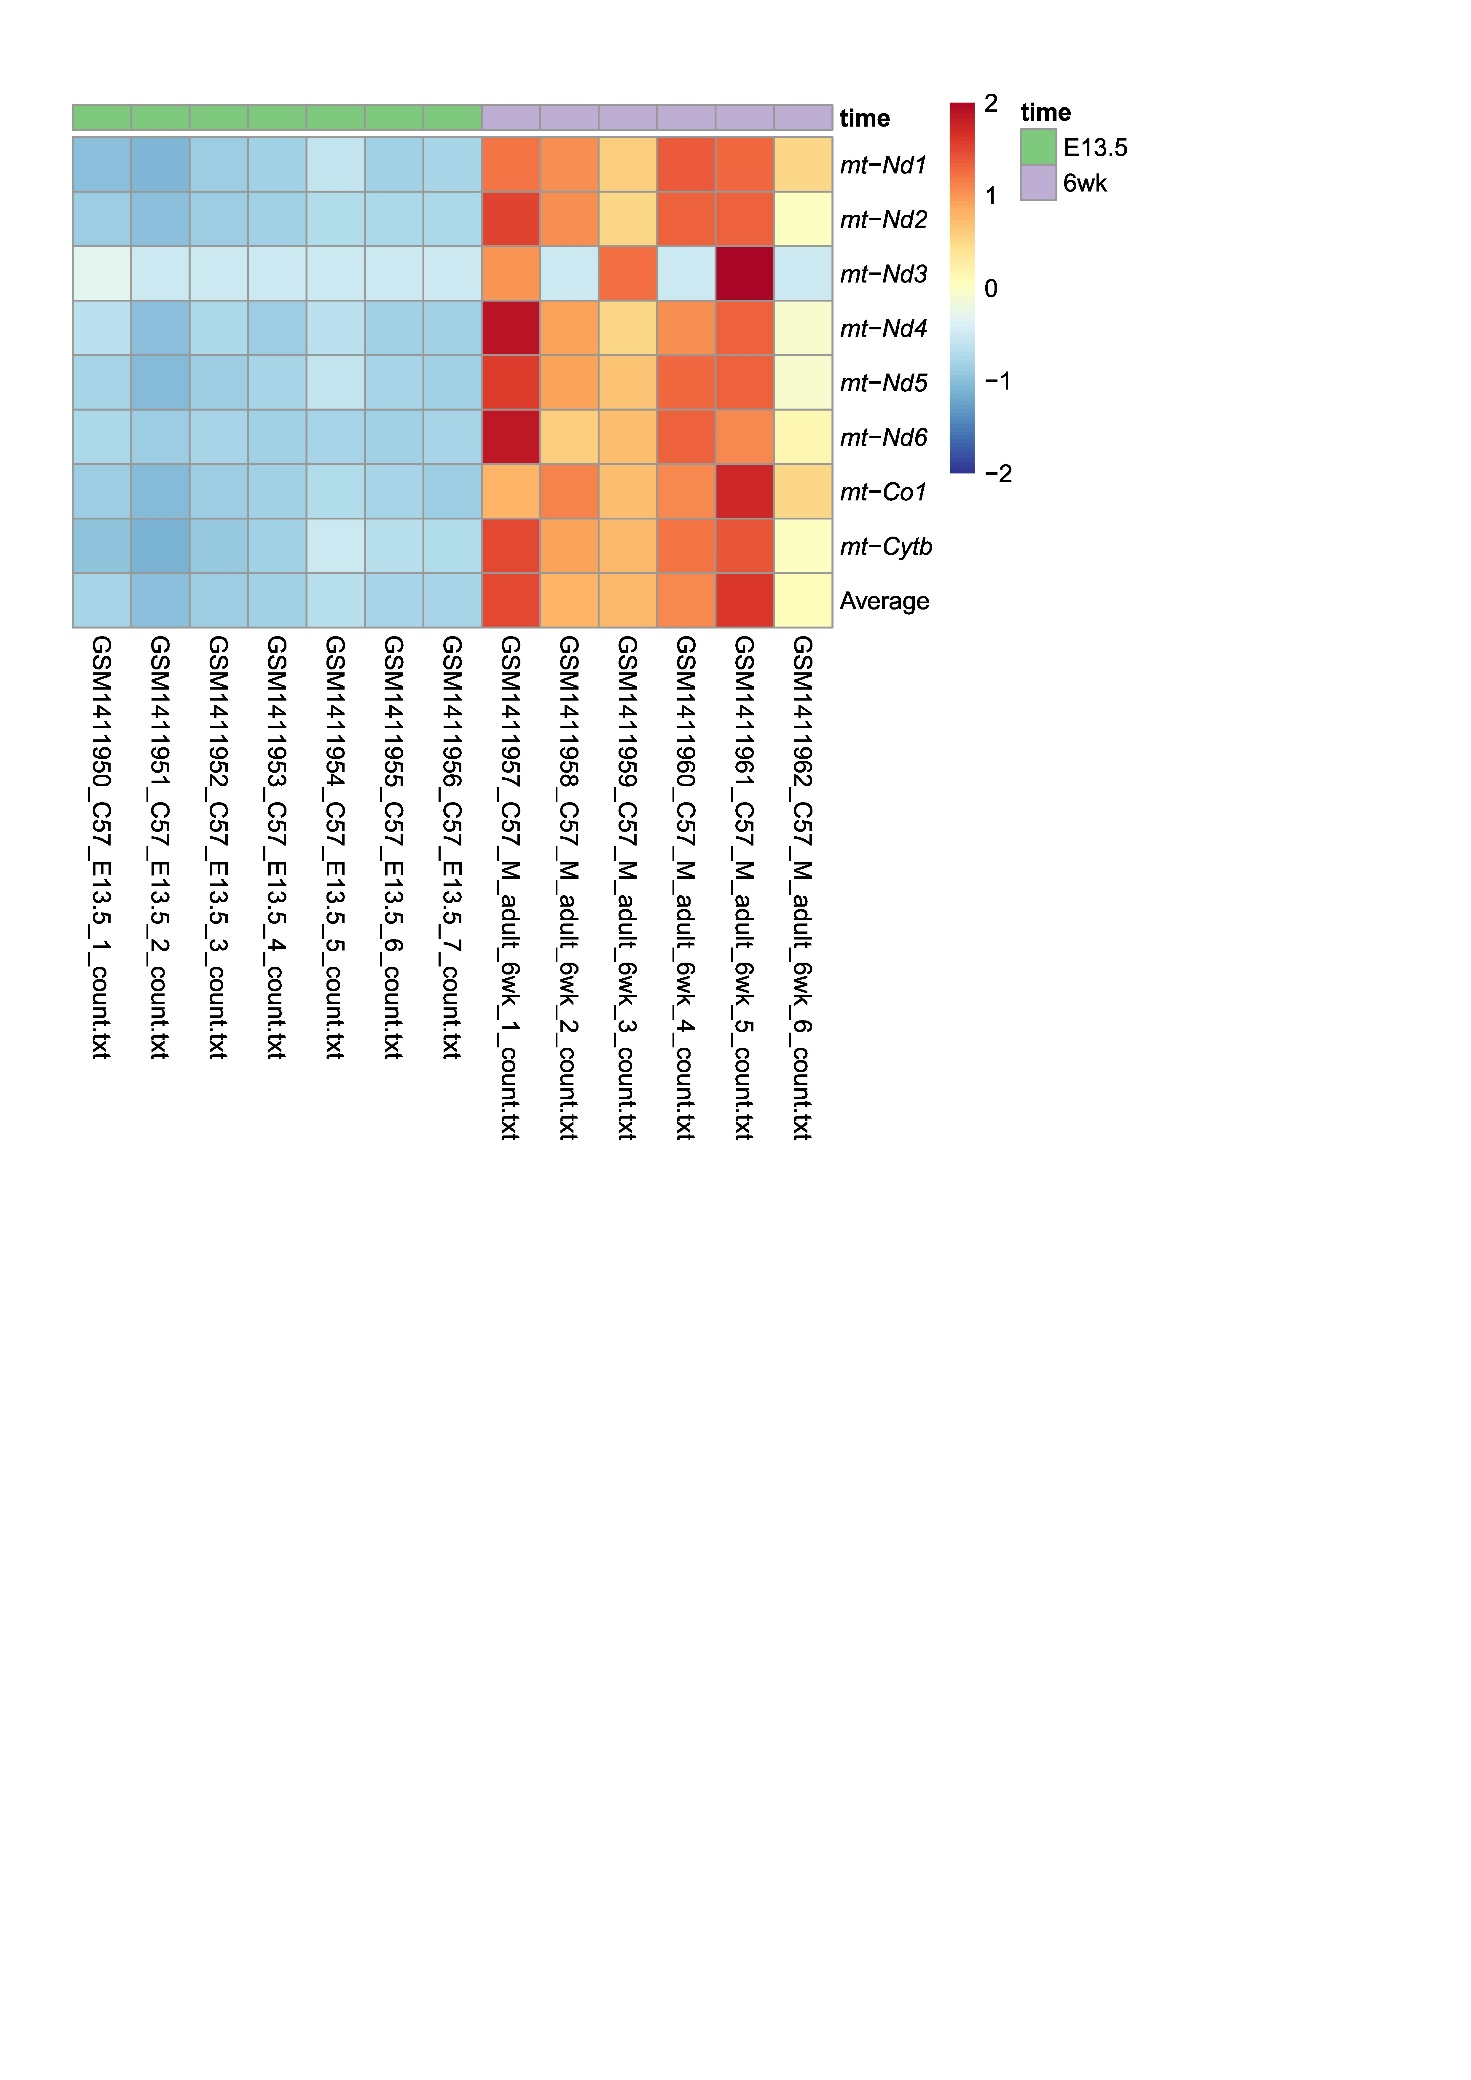 time
mt−Nd1
mt−Nd2
mt−Nd3
mt−Nd4
mt−Nd5
mt−Nd6
mt−Co1
mt−Cytb
Average
2
1
0
−1
−2
time
E13.5
6wk
GSM1411950_C57_E13.5_1_count.txt
GSM1411951_C57_E13.5_2_count.txt
GSM1411952_C57_E13.5_3_count.txt
GSM1411953_C57_E13.5_4_count.txt
GSM1411954_C57_E13.5_5_count.txt
GSM1411955_C57_E13.5_6_count.txt
GSM1411956_C57_E13.5_7_count.txt
GSM1411957_C57_M_adult_6wk_1_count.txt
GSM1411958_C57_M_adult_6wk_2_count.txt
GSM1411959_C57_M_adult_6wk_3_count.txt
GSM1411960_C57_M_adult_6wk_4_count.txt
GSM1411961_C57_M_adult_6wk_5_count.txt
GSM1411962_C57_M_adult_6wk_6_count.txt